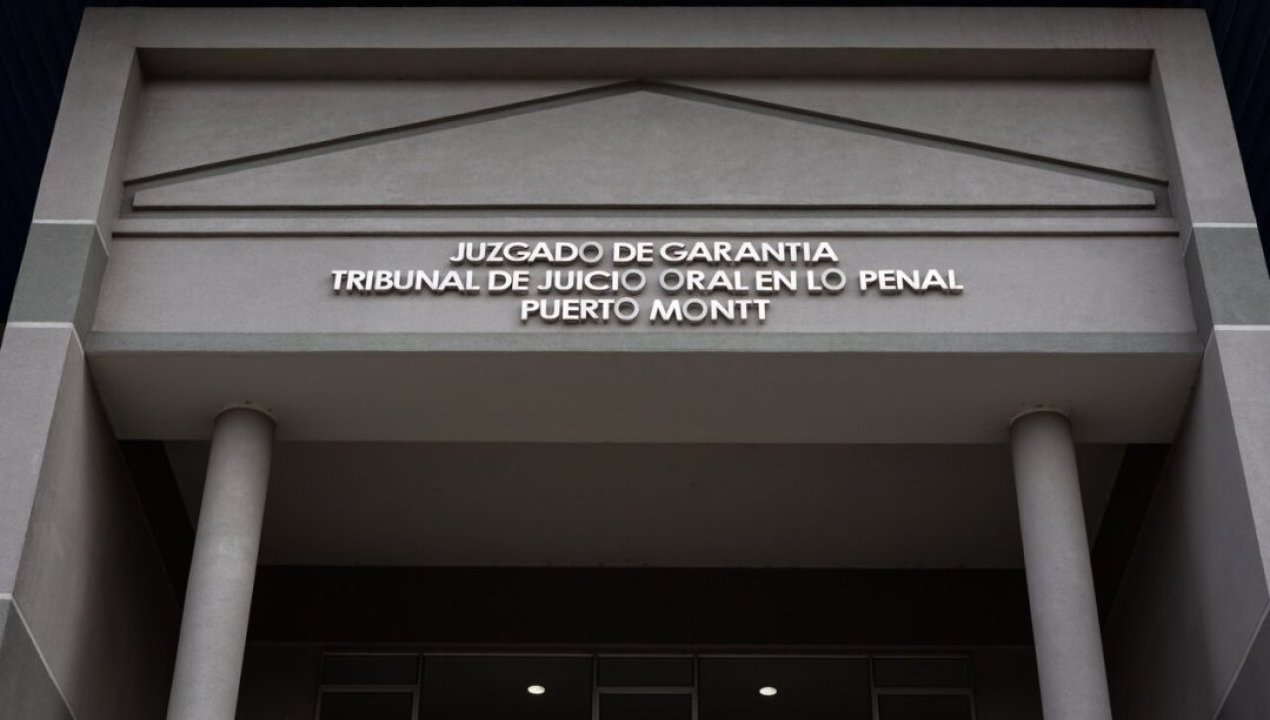 JUZGADO DE GARANTIA
TRIBUNAL DE JUICIO ORAL EN LO PENAL
PUERTO MONTT